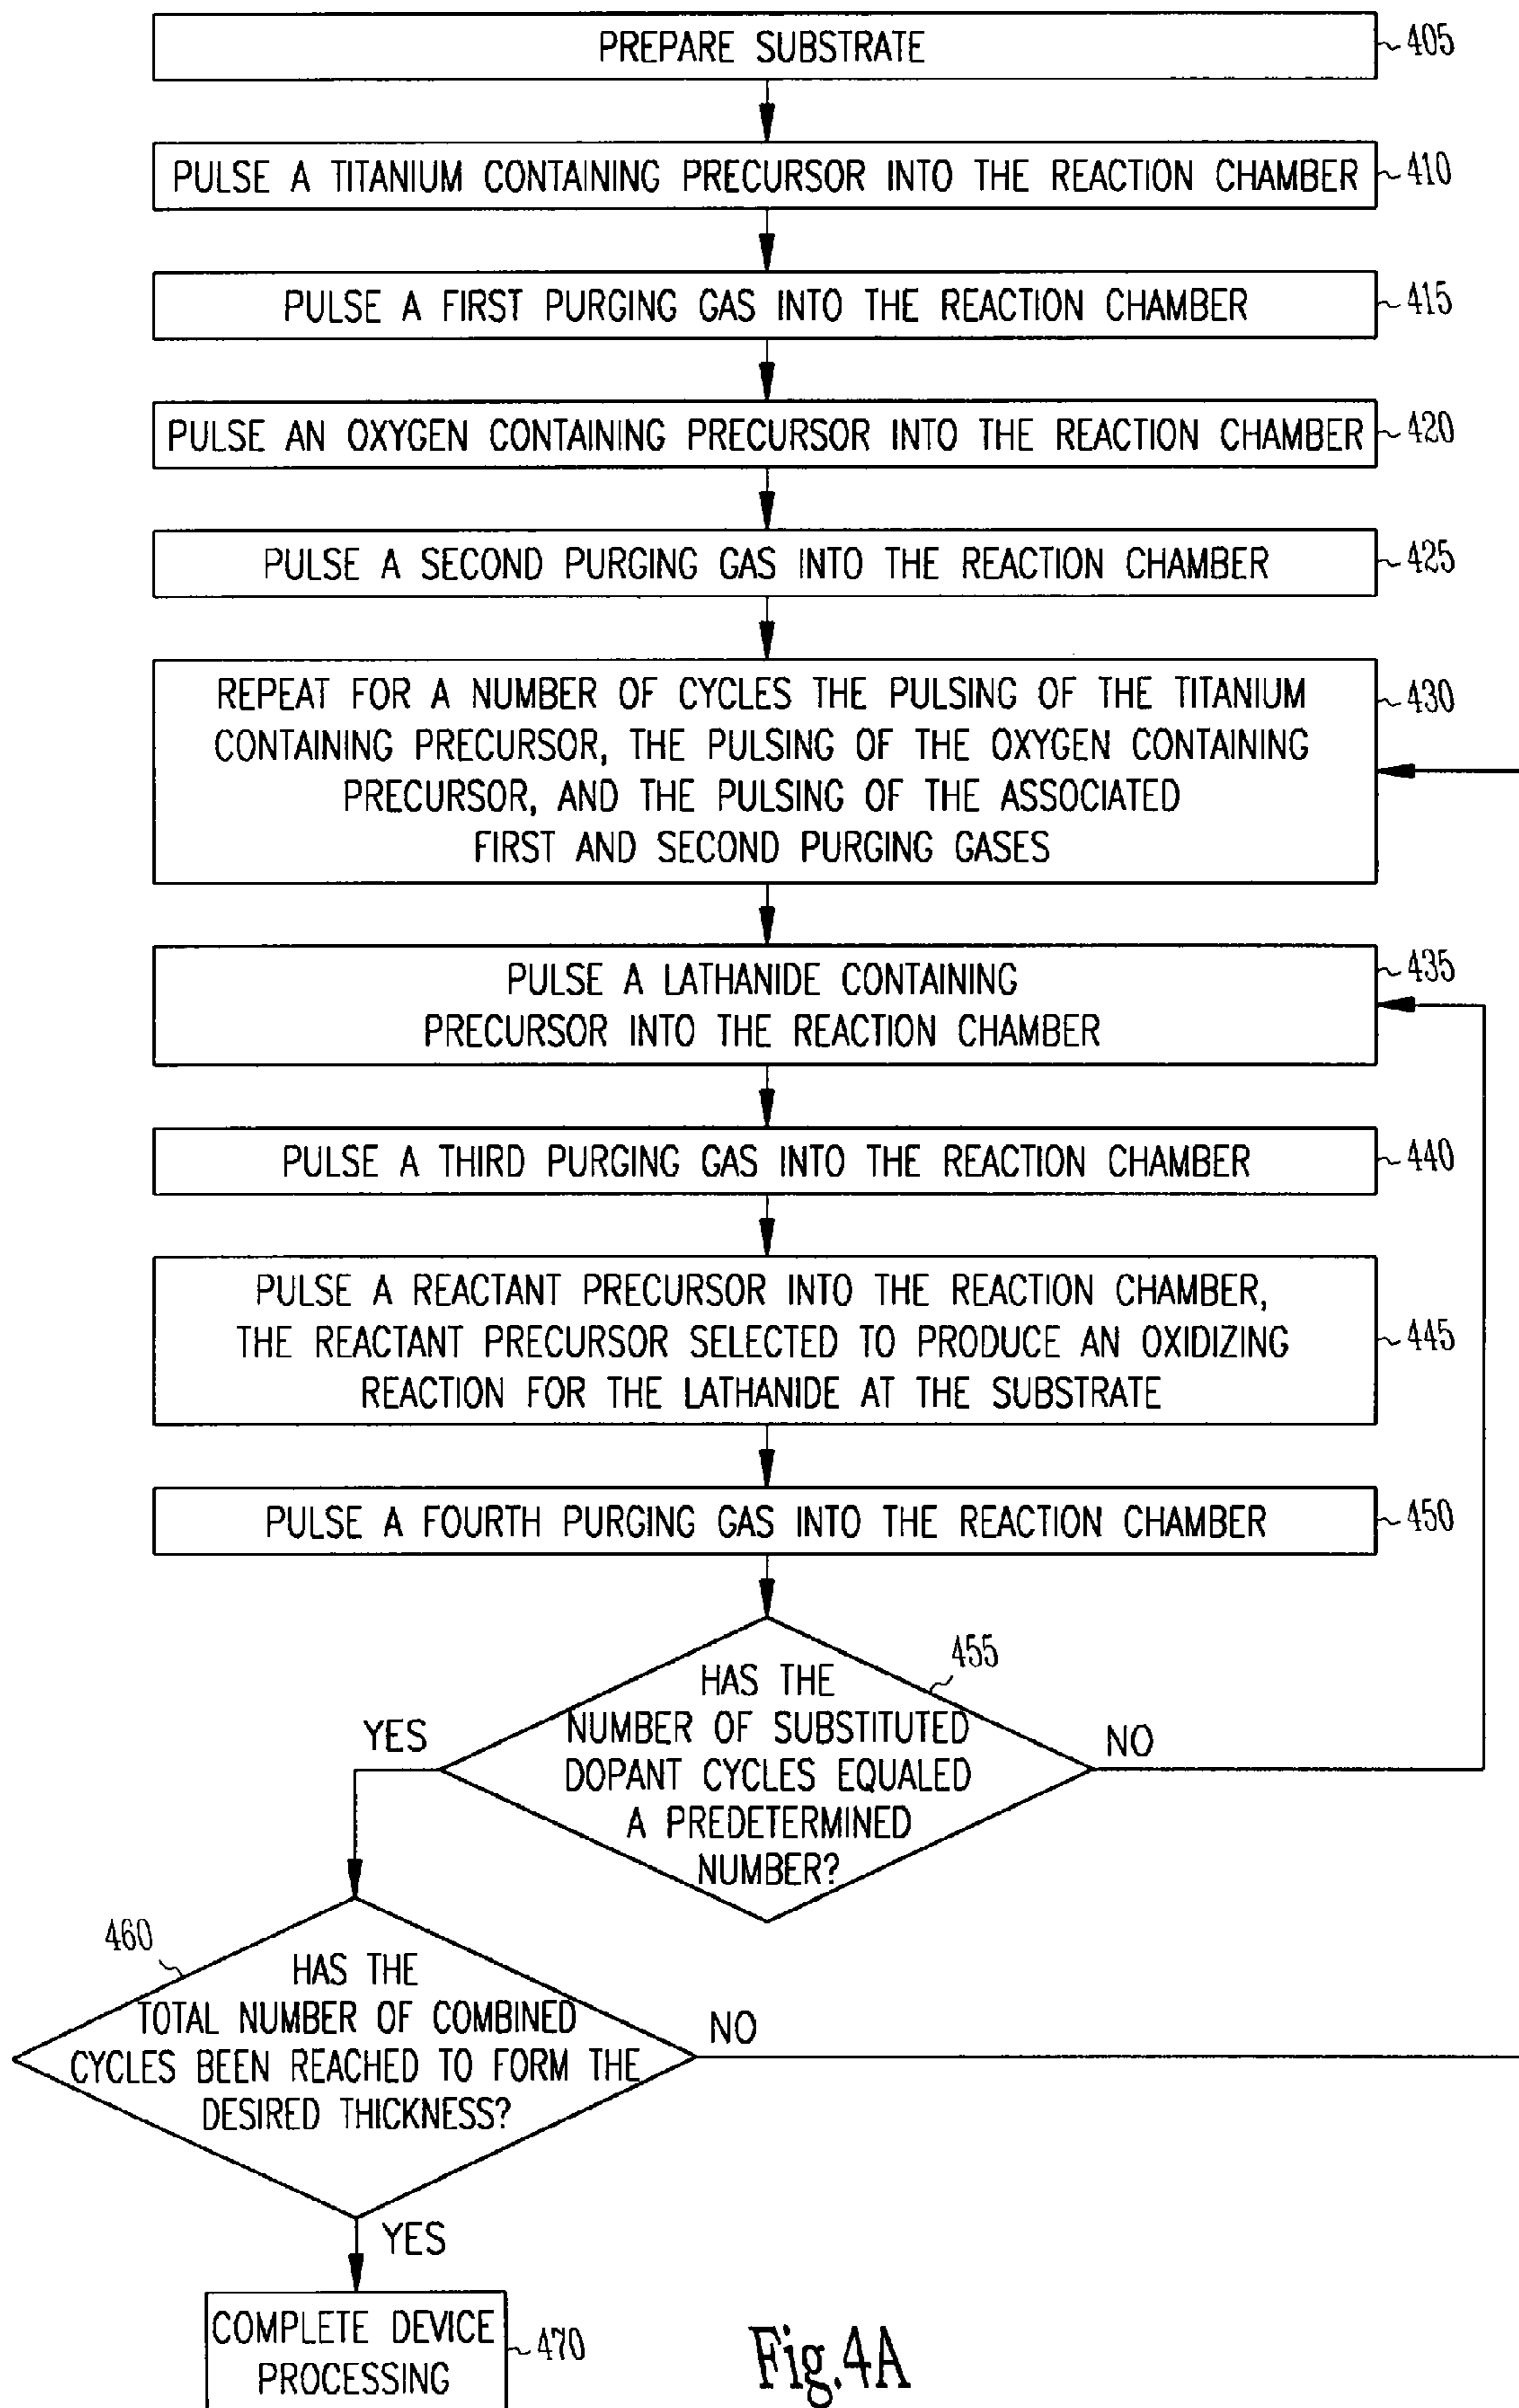 PREPARE SUBSTRATE
405
PULSE A TITANIUM CONTAINING PRECURSOR INTO THE REACTION CHAMBER
410
PULSE A FIRST PURGING GAS INTO THE REACTION CHAMBER
415
PULSE AN OXYGEN CONTAINING PRECURSOR INTO THE REACTION CHAMBER
420
PULSE A SECOND PURGING GAS INTO THE REACTION CHAMBER
425
REPEAT FOR A NUMBER OF CYCLES THE PULSING OF THE TITANIUM
CONTAINING PRECURSOR, THE PULSING OF THE OXYGEN CONTAINING
PRECURSOR, AND THE PULSING OF THE ASSOCIATED
FIRST AND SECOND PURGING GASES
430
PULSE A LATHANIDE CONTAINING
PRECURSOR INTO THE REACTION CHAMBER
435
PULSE A THIRD PURGING GAS INTO THE REACTION CHAMBER
440
PULSE A REACTANT PRECURSOR INTO THE REACTION CHAMBER,
THE REACTANT PRECURSOR SELECTED TO PRODUCE AN OXIDIZING
REACTION FOR THE LATHANIDE AT THE SUBSTRATE
445
PULSE A FOURTH PURGING GAS INTO THE REACTION CHAMBER
450
455
HAS THE
NUMBER OF SUBSTITUTED
DOPANT CYCLES EQUALED
A PREDETERMINED
NUMBER?
YES
NO
460
HAS THE
TOTAL NUMBER OF COMBINED
CYCLES BEEN REACHED TO FORM THE
DESIRED THICKNESS?
NO
YES
COMPLETE DEVICE
PROCESSING
470
Fig.4A